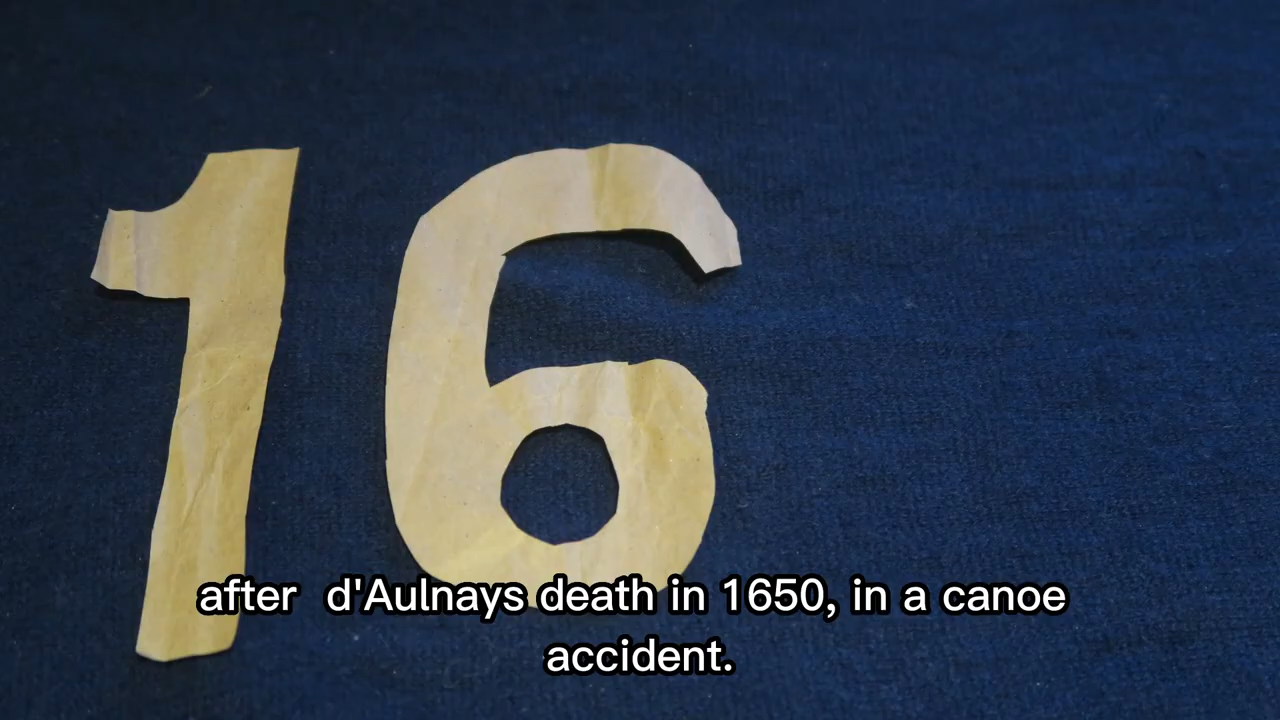 16
after  d'Aulnays death in 1650, in a canoe
accident.